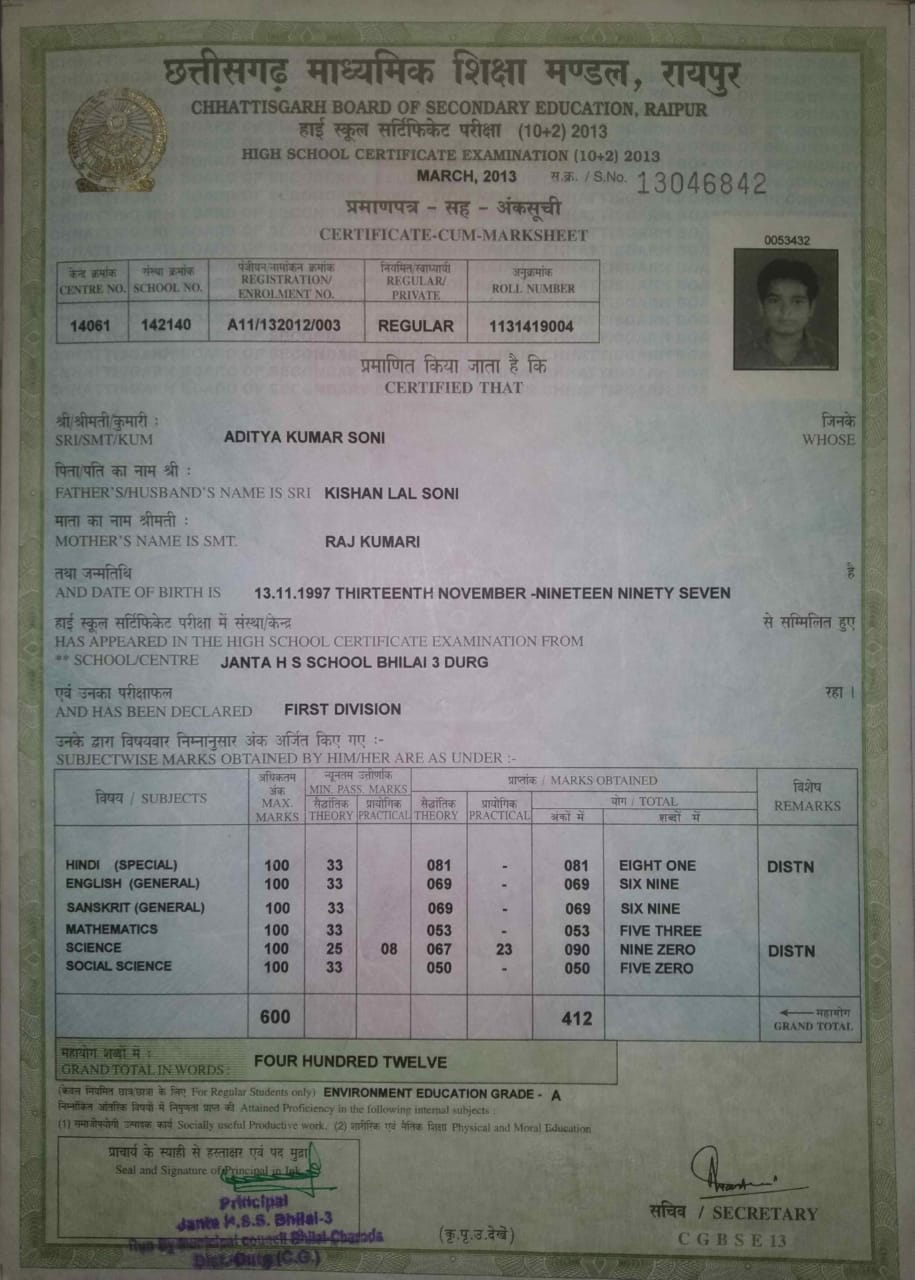 छत्तीसगढ़ माध्यमिक शिक्षा मण्डल, रायपुर
CHHATTISGARH BOARD OF SECONDARY EDUCATION, RAIPUR
हाई स्कूल सर्टिफिकेट परीक्षा (10+2) 2013
HIGH SCHOOL CERTIFICATE EXAMINATION (10+2) 2013
MARCH, 2013 स.क्र. / S.No. 13046842
प्रमाणपत्र - सह - अंकसूची
CERTIFICATE-CUM-MARKSHEET
0053432
केन्द्र क्रमांक संस्था क्रमांक पंजीयन/नामांकन क्रमांक नियमित/स्वाध्यायी अनुक्रमांक
CENTRE NO. SCHOOL NO. REGISTRATION/ ENROLMENT NO. REGULAR/ PRIVATE ROLL NUMBER
14061 142140 A11/132012/003 REGULAR 1131419004
प्रमाणित किया जाता है कि
CERTIFIED THAT
श्री/श्रीमती/कुमारी : जिनके
SRI/SMT/KUM ADITYA KUMAR SONI WHOSE
पिता/पति का नाम श्री :
FATHER'S/HUSBAND'S NAME IS SRI KISHAN LAL SONI
माता का नाम श्रीमती :
MOTHER'S NAME IS SMT. RAJ KUMARI
तथा जन्मतिथि है
AND DATE OF BIRTH IS 13.11.1997 THIRTEENTH NOVEMBER -NINETEEN NINETY SEVEN
हाई स्कूल सर्टिफिकेट परीक्षा में संस्था/केन्द्र से सम्मिलित हुए
HAS APPEARED IN THE HIGH SCHOOL CERTIFICATE EXAMINATION FROM
** SCHOOL/CENTRE JANTA H S SCHOOL BHILAI 3 DURG
एवं उनका परीक्षाफल रहा ।
AND HAS BEEN DECLARED FIRST DIVISION
उनके द्वारा विषयवार निम्नानुसार अंक अर्जित किए गए :-
SUBJECTWISE MARKS OBTAINED BY HIM/HER ARE AS UNDER :-
विषय / SUBJECTS अधिकतम अंक MAX. MARKS न्यूनतम उत्तीर्णांक MIN. PASS. MARKS प्राप्तांक / MARKS OBTAINED विशेष REMARKS
सैद्धांतिक THEORY प्रायोगिक PRACTICAL सैद्धांतिक THEORY प्रायोगिक PRACTICAL योग / TOTAL
अंकों में शब्दों में
HINDI (SPECIAL) 100 33 081 - 081 EIGHT ONE DISTN
ENGLISH (GENERAL) 100 33 069 - 069 SIX NINE
SANSKRIT (GENERAL) 100 33 069 - 069 SIX NINE
MATHEMATICS 100 33 053 - 053 FIVE THREE
SCIENCE 100 25 08 067 23 090 NINE ZERO DISTN
SOCIAL SCIENCE 100 33 050 - 050 FIVE ZERO
600 412 ← महायोग
GRAND TOTAL
महायोग शब्दों में :
GRAND TOTAL IN WORDS : FOUR HUNDRED TWELVE
(केवल नियमित छात्र/छात्रा के लिए For Regular Students only) ENVIRONMENT EDUCATION GRADE - A
निम्नांकित आंतरिक विषयों में निपुणता प्राप्त की Attained Proficiency in the following internal subjects :
(1) समाजोपयोगी उत्पादक कार्य Socially useful Productive work. (2) शारीरिक एवं नैतिक शिक्षा Physical and Moral Education
प्राचार्य के स्याही से हस्ताक्षर एवं पद मुद्रा
Seal and Signature of Principal in Ink
Principal
Janta H.S.S. Bhilai-3
Run By Municipal council Bhilai Charoda
Dist. Durg (C.G.)
(कृ.पृ.उ.देखें)
सचिव / SECRETARY
CGBSE 13